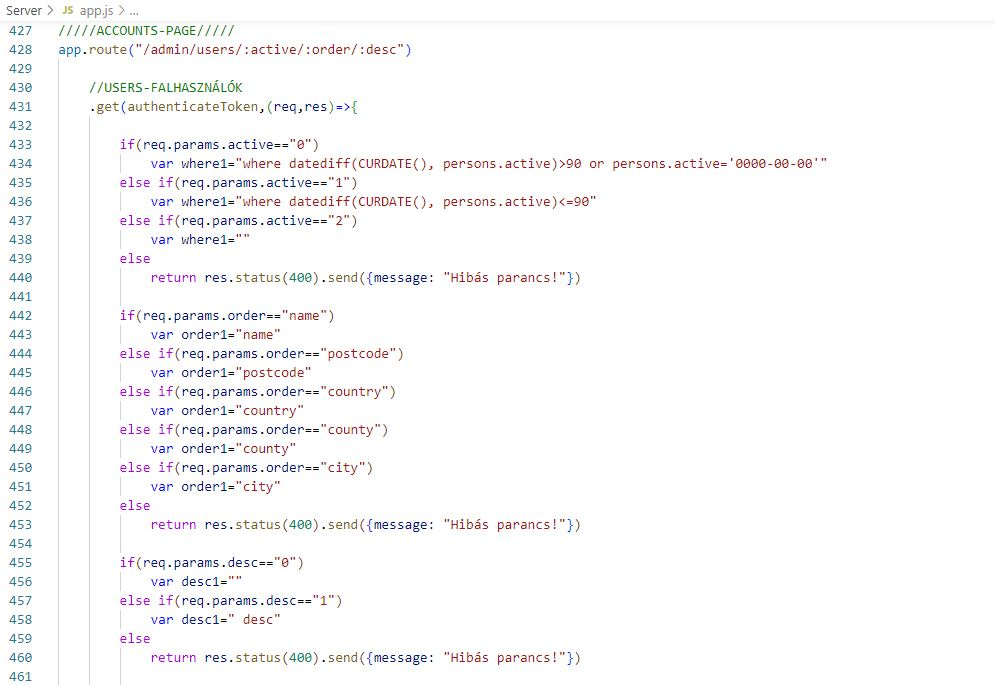 Server > JS app.js > ...
427 /////ACCOUNTS-PAGE/////
428 app.route("/admin/users/:active/:order/:desc")
429
430 //USERS-FALHASZNÁLÓK
431 .get(authenticateToken,(req,res)=>{
432
433 if(req.params.active=="0")
434 var where1="where datediff(CURDATE(), persons.active)>90 or persons.active='0000-00-00'"
435 else if(req.params.active=="1")
436 var where1="where datediff(CURDATE(), persons.active)<=90"
437 else if(req.params.active=="2")
438 var where1=""
439 else
440 return res.status(400).send({message: "Hibás parancs!"})
441
442 if(req.params.order=="name")
443 var order1="name"
444 else if(req.params.order=="postcode")
445 var order1="postcode"
446 else if(req.params.order=="country")
447 var order1="country"
448 else if(req.params.order=="county")
449 var order1="county"
450 else if(req.params.order=="city")
451 var order1="city"
452 else
453 return res.status(400).send({message: "Hibás parancs!"})
454
455 if(req.params.desc=="0")
456 var desc1=""
457 else if(req.params.desc=="1")
458 var desc1=" desc"
459 else
460 return res.status(400).send({message: "Hibás parancs!"})
461